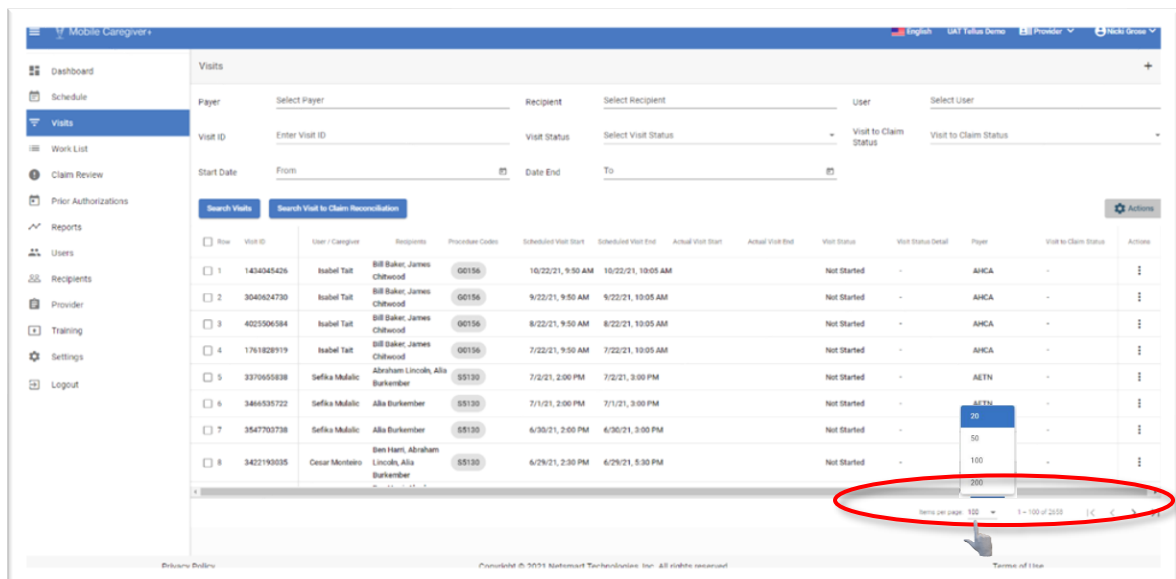 Mobile Caregiver+ English UAT Tellus Demo Provider Nicki Grose
Dashboard
Schedule
Visits
Work List
Claim Review
Prior Authorizations
Reports
Users
Recipients
Provider
Training
Settings
Logout
Visits
Payer Select Payer Recipient Select Recipient User Select User
Visit ID Enter Visit ID Visit Status Select Visit Status Visit to Claim Status Visit to Claim Status
Start Date From Date End To
Search Visits Search Visit to Claim Reconciliation Actions
Row Visit ID User / Caregiver Recipients Procedure Codes Scheduled Visit Start Scheduled Visit End Actual Visit Start Actual Visit End Visit Status Visit Status Detail Payer Visit to Claim Status Actions
1 1434045426 Isabel Tait Bill Baker, James Chitwood G0156 10/22/21, 9:50 AM 10/22/21, 10:05 AM Not Started - AHCA -
2 3040624730 Isabel Tait Bill Baker, James Chitwood G0156 9/22/21, 9:50 AM 9/22/21, 10:05 AM Not Started - AHCA -
3 4025506584 Isabel Tait Bill Baker, James Chitwood G0156 8/22/21, 9:50 AM 8/22/21, 10:05 AM Not Started - AHCA -
4 1761828919 Isabel Tait Bill Baker, James Chitwood G0156 7/22/21, 9:50 AM 7/22/21, 10:05 AM Not Started - AHCA -
5 3370655838 Sefika Mulalic Abraham Lincoln, Alia Burkember S5130 7/2/21, 2:00 PM 7/2/21, 3:00 PM Not Started - AETN -
6 3466535722 Sefika Mulalic Alia Burkember S5130 7/1/21, 2:00 PM 7/1/21, 3:00 PM Not Started - AETN -
7 3547703738 Sefika Mulalic Alia Burkember S5130 6/30/21, 2:00 PM 6/30/21, 3:00 PM Not Started -
8 3422193035 Cesar Monteiro Ben Harri, Abraham Lincoln, Alia Burkember S5130 6/29/21, 2:30 PM 6/29/21, 5:30 PM Not Started -
20
50
100
200
Items per page: 100 1 – 100 of 2658
Privacy Policy Copyright © 2021 Netsmart Technologies, Inc. All rights reserved. Terms of Use